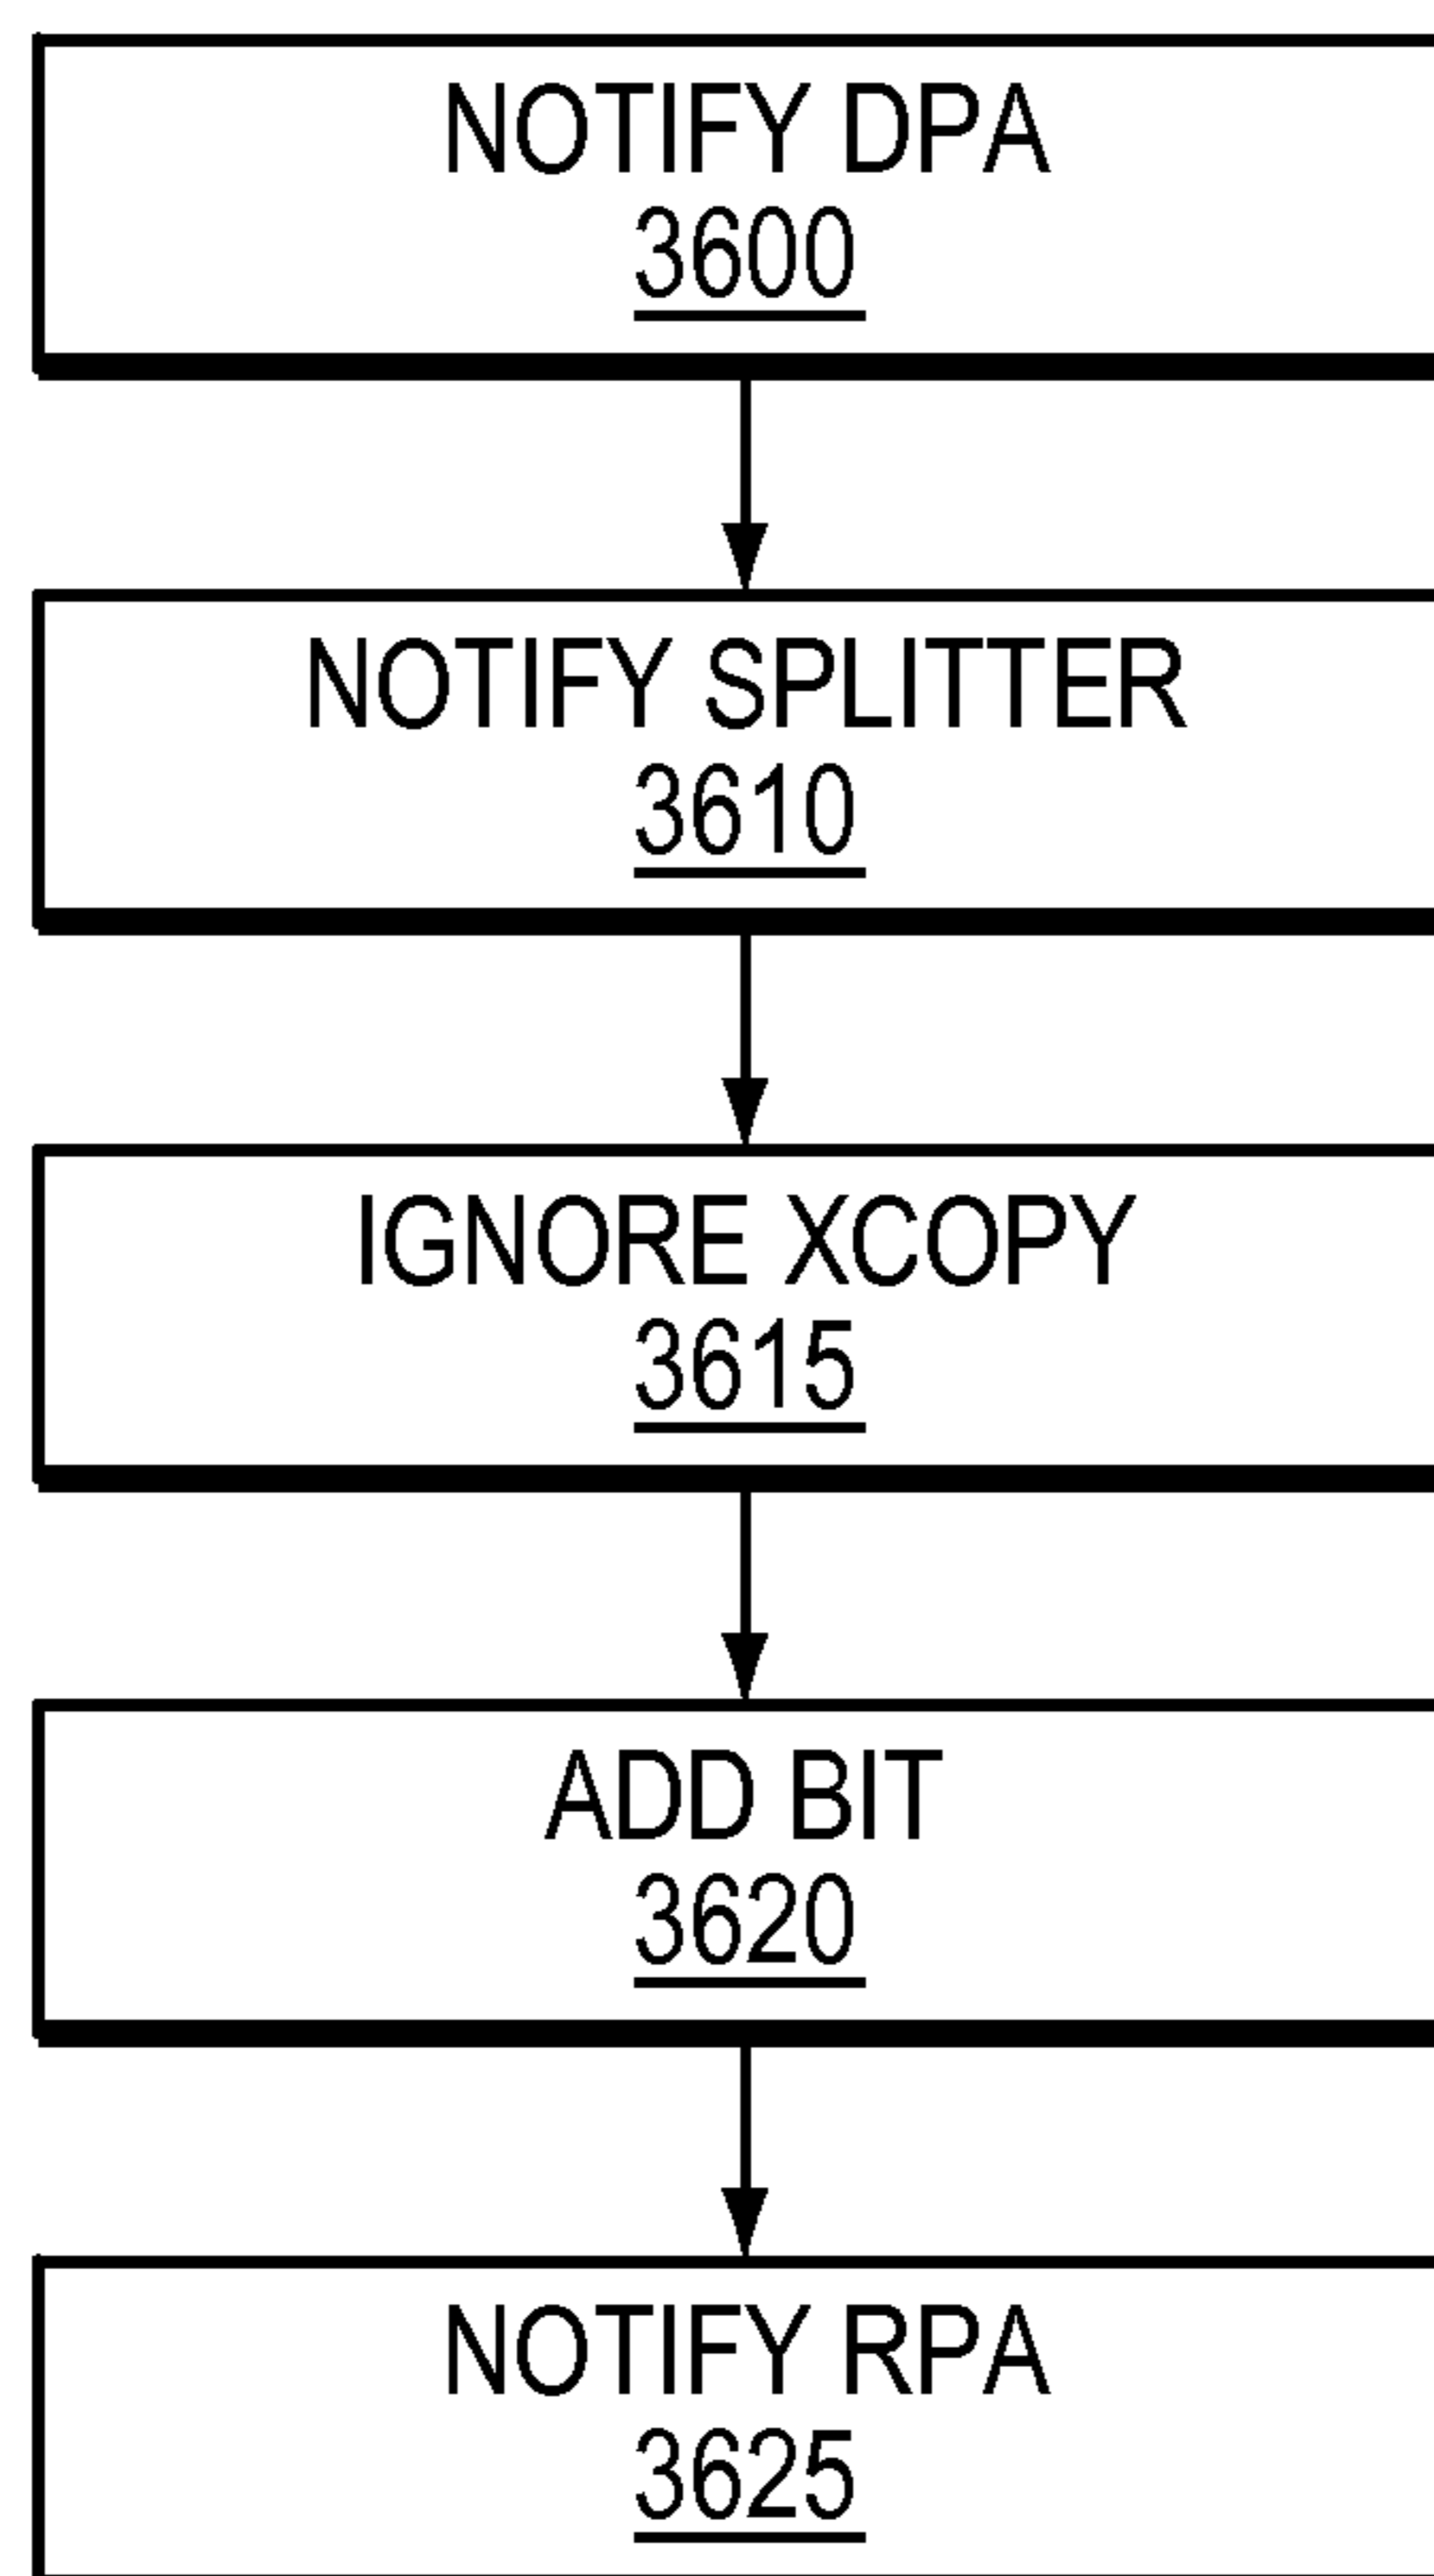 NOTIFY DPA
3600
NOTIFY SPLITTER
3610
IGNORE XCOPY
3615
ADD BIT
3620
NOTIFY RPA
3625